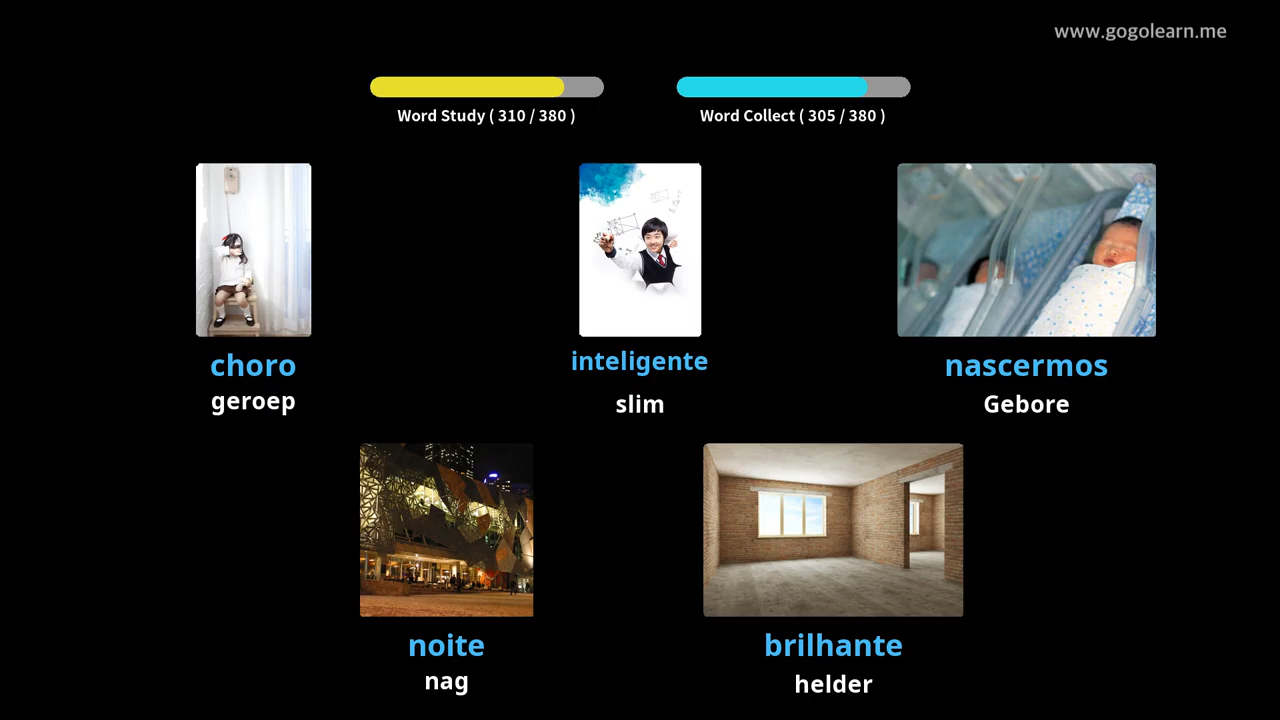 www.gogolearn.me
Word Study ( 310 / 380 )
Word Collect ( 305 / 380 )
choro
geroep
inteligente
slim
nascermos
Gebore
noite
nag
brilhante
helder